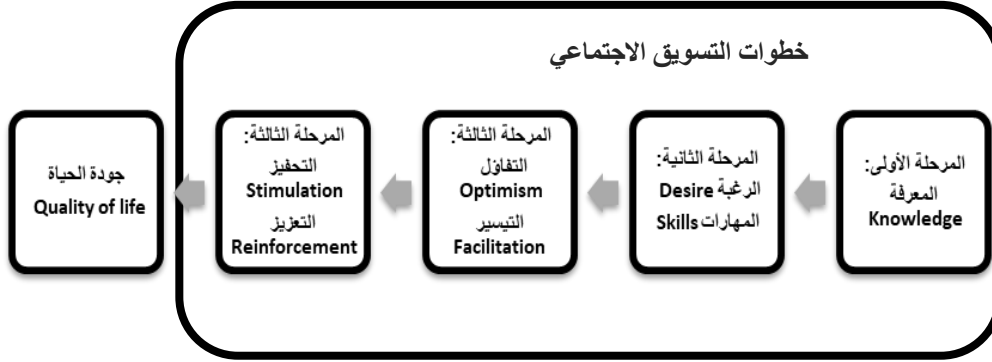 خطوات التسويق الاجتماعي
المرحلة الأولى:
المعرفة
Knowledge
المرحلة الثانية:
الرغبة Desire
المهارات Skills
المرحلة الثالثة:
التفاؤل
Optimism
التيسير
Facilitation
المرحلة الثالثة:
التحفيز
Stimulation
التعزيز
Reinforcement
جودة الحياة
Quality of life